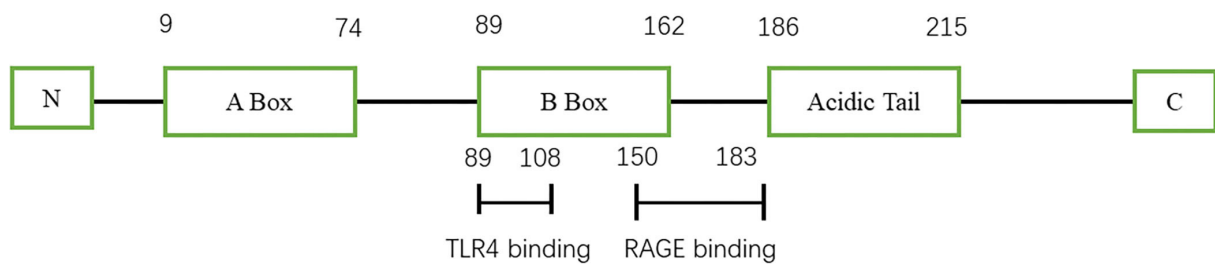 9 74 89 162 186 215
N A Box B Box Acidic Tail C
89 108 150 183
TLR4 binding RAGE binding